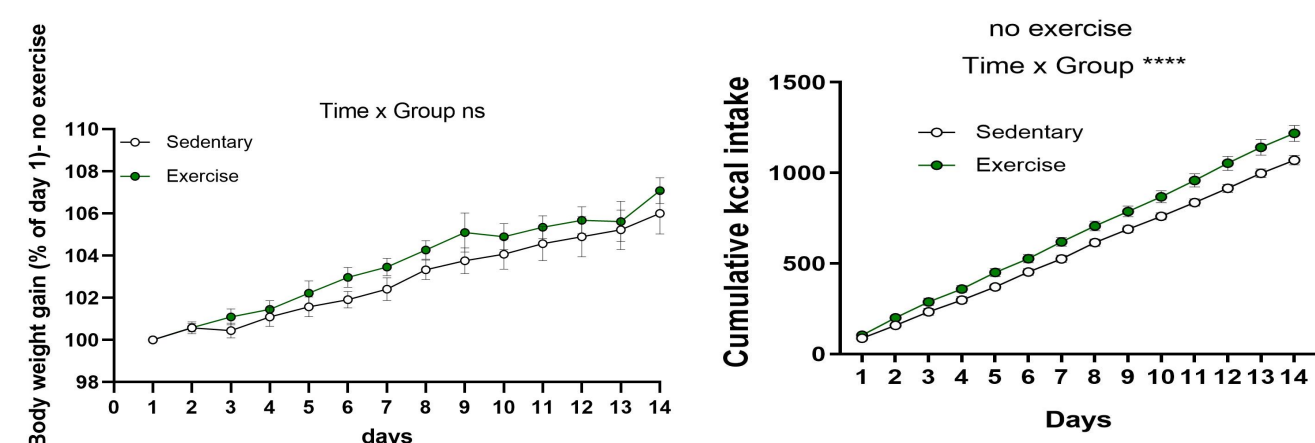 Body weight gain (% of day 1)- no exercise
Time x Group ns
Sedentary
Exercise
110
108
106
104
102
100
98
0 1 2 3 4 5 6 7 8 9 10 11 12 13 14
days
no exercise
Time x Group ****
Cumulative kcal intake
Sedentary
Exercise
1500
1000
500
0
1 2 3 4 5 6 7 8 9 10 11 12 13 14
Days